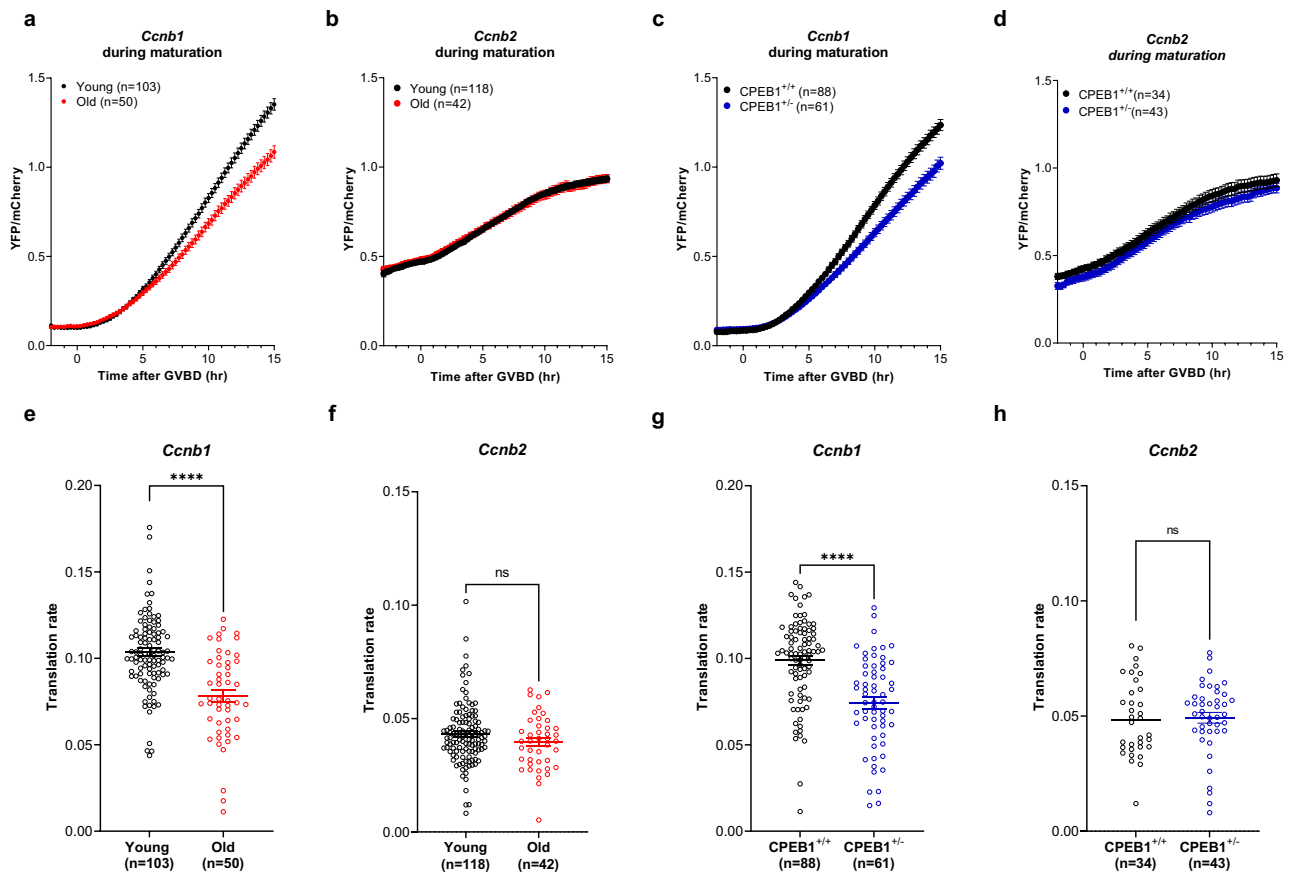 a
Ccnb1
during maturation
1.5
1.0
0.5
0.0
YFP/mCherry
Young (n=103)
Old (n=50)
0 5 10 15
Time after GVBD (hr)
b
Ccnb2
during maturation
1.5
1.0
0.5
0.0
YFP/mCherry
Young (n=118)
Old (n=42)
0 5 10 15
Time after GVBD (hr)
c
Ccnb1
during maturation
1.5
1.0
0.5
0.0
YFP/mCherry
CPEB1+/+ (n=88)
CPEB1+/- (n=61)
0 5 10 15
Time after GVBD (hr)
d
Ccnb2
during maturation
1.5
1.0
0.5
0.0
YFP/mCherry
CPEB1+/+ (n=34)
CPEB1+/- (n=43)
0 5 10 15
Time after GVBD (hr)
e
Ccnb1
0.20
0.15
0.10
0.05
0.00
Translation rate
****
Young Old
(n=103) (n=50)
f
Ccnb2
0.15
0.10
0.05
0.00
Translation rate
ns
Young Old
(n=118) (n=42)
g
Ccnb1
0.20
0.15
0.10
0.05
0.00
Translation rate
****
CPEB1+/+ CPEB1+/-
(n=88) (n=61)
h
Ccnb2
0.15
0.10
0.05
0.00
Translation rate
ns
CPEB1+/+ CPEB1+/-
(n=34) (n=43)